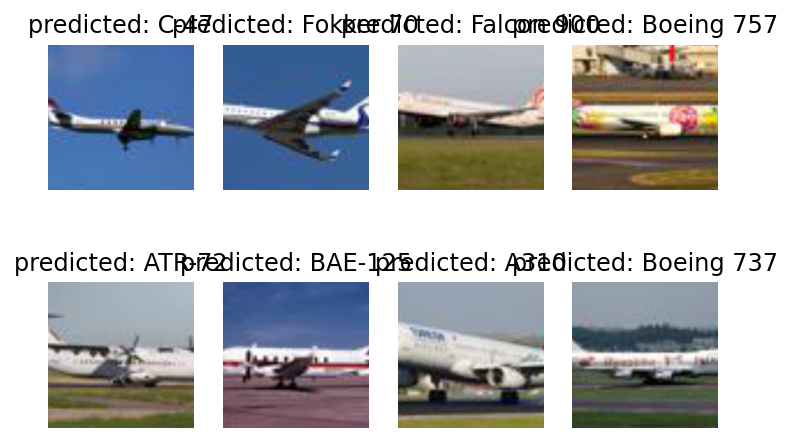 predicted: C-47
predicted: Fokker 70
predicted: Falcon 900
predicted: Boeing 757
predicted: ATR-72
predicted: BAE-125
predicted: A310
predicted: Boeing 737